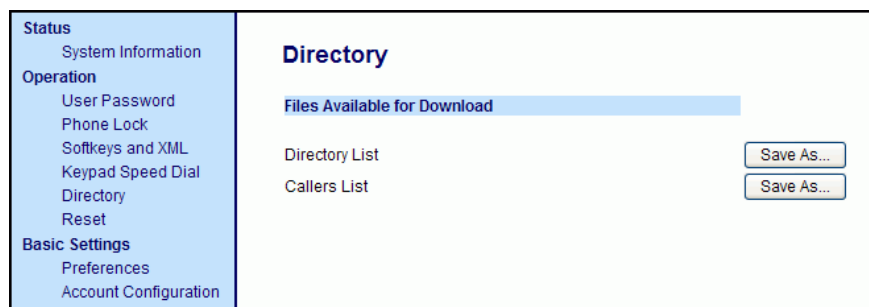 Status
System Information
Operation
User Password
Phone Lock
Softkeys and XML
Keypad Speed Dial
Directory
Reset
Basic Settings
Preferences
Account Configuration
Directory
Files Available for Download
Directory List
Save As...
Callers List
Save As...